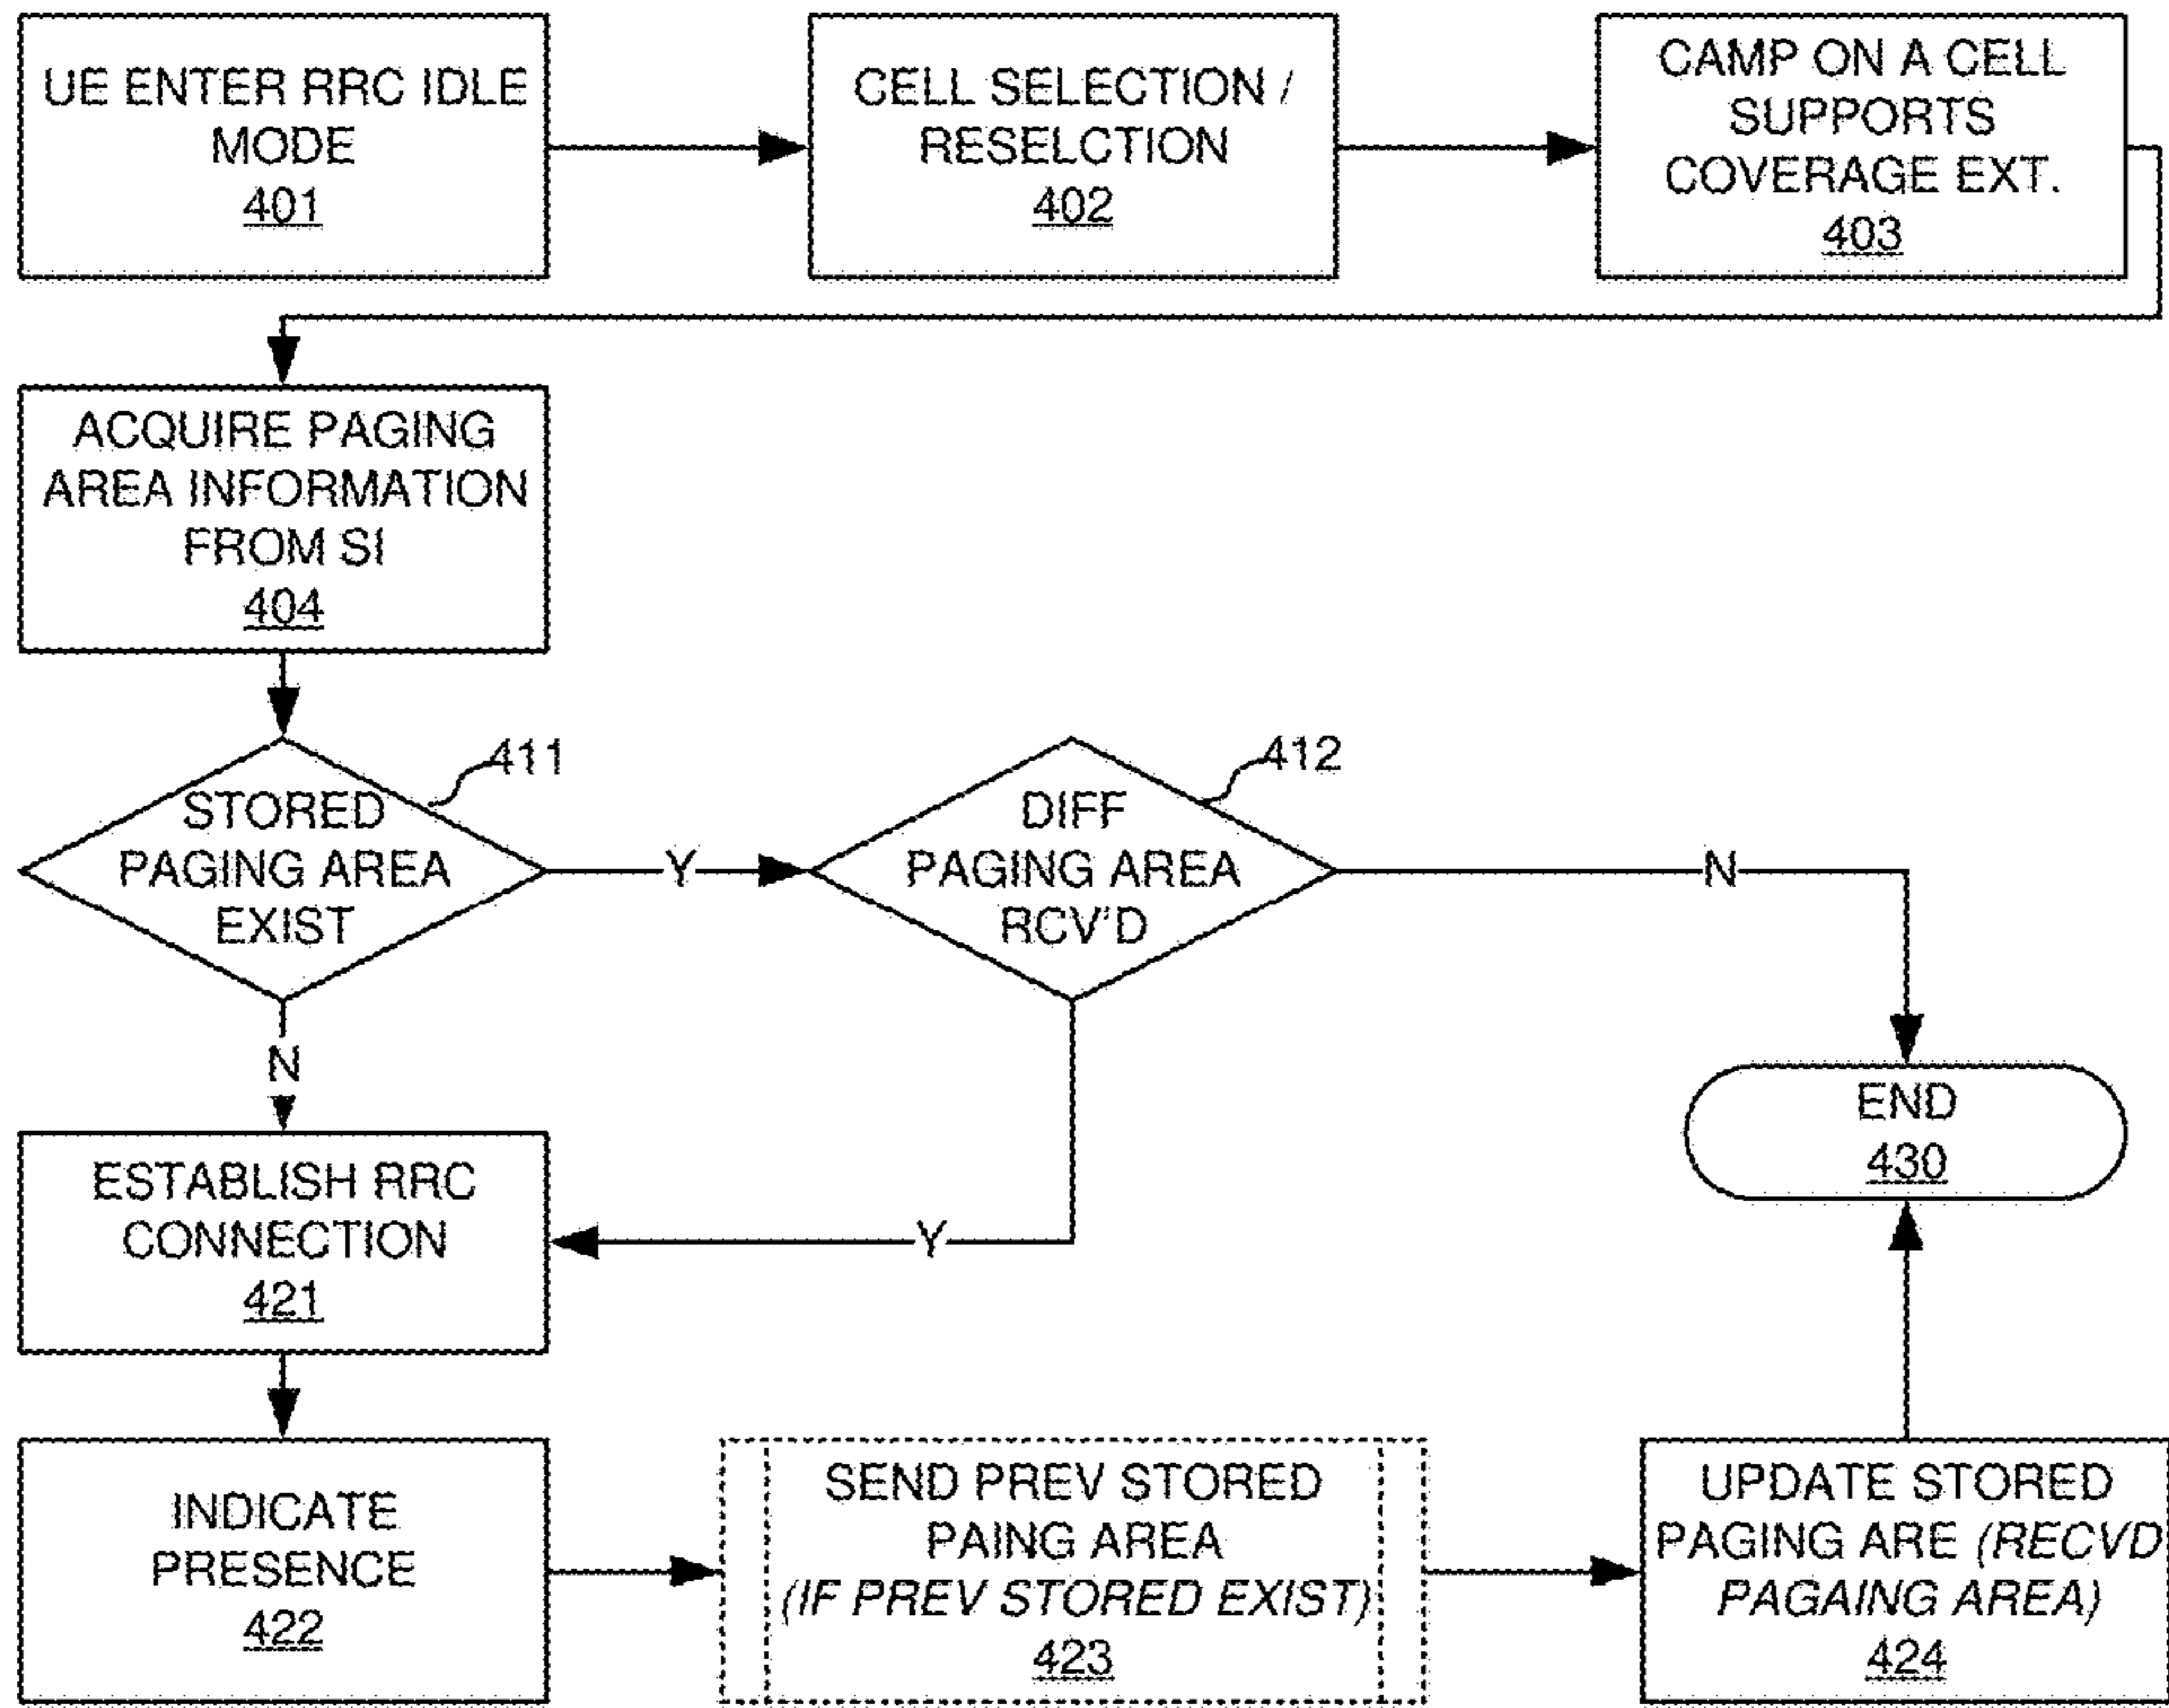 UE ENTER RRC IDLE
MODE
401
CELL SELECTION /
RESELCTION
402
CAMP ON A CELL
SUPPORTS
COVERAGE EXT.
403
ACQUIRE PAGING
AREA INFORMATION
FROM SI
404
411
STORED
PAGING AREA
EXIST
Y
412
DIFF
PAGING AREA
RCV'D
N
N
END
430
ESTABLISH RRC
CONNECTION
421
Y
INDICATE
PRESENCE
422
SEND PREV STORED
PAING AREA
(IF PREV STORED EXIST)
423
UPDATE STORED
PAGING ARE (RECVD
PAGAING AREA)
424